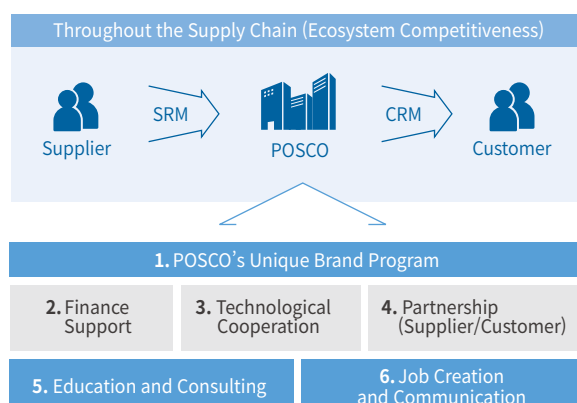 Throughout the Supply Chain (Ecosystem Competitiveness)
SRM
CRM
Supplier
POSCO
Customer
1. POSCO's Unique Brand Program
2. Finance
Support
3. Technological
Cooperation
4. Partnership
(Supplier/Customer)
5. Education and Consulting
6. Job Creation
and Communication